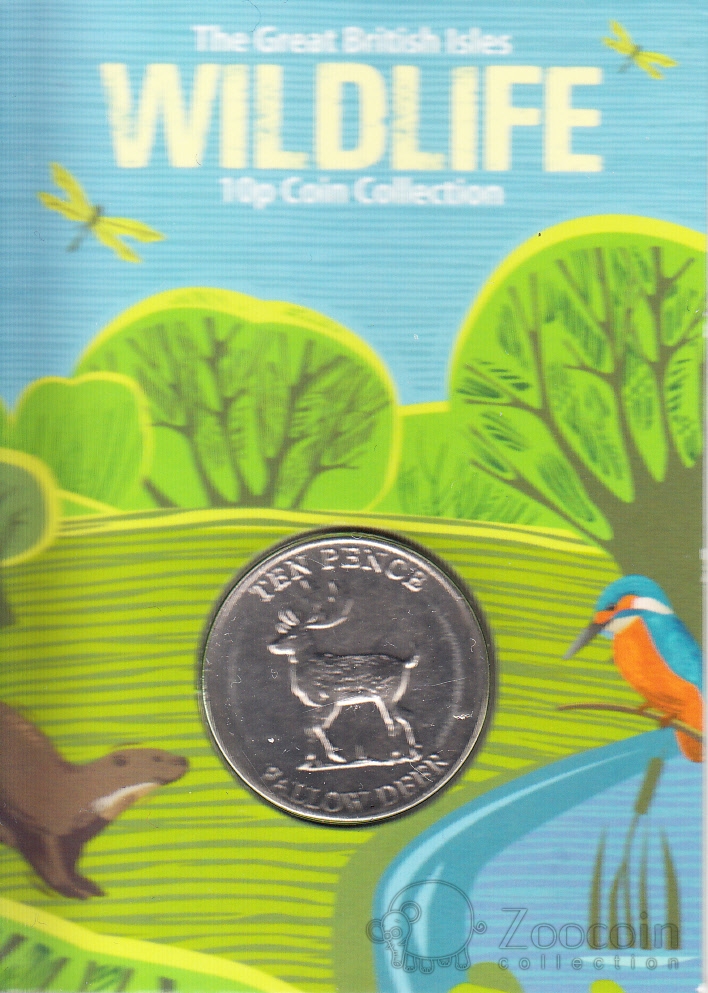 The Great British Isles
WILDLIFE
10p Coin Collection
TEN PENCE
FALLOW DEER
Zoocoin
collection